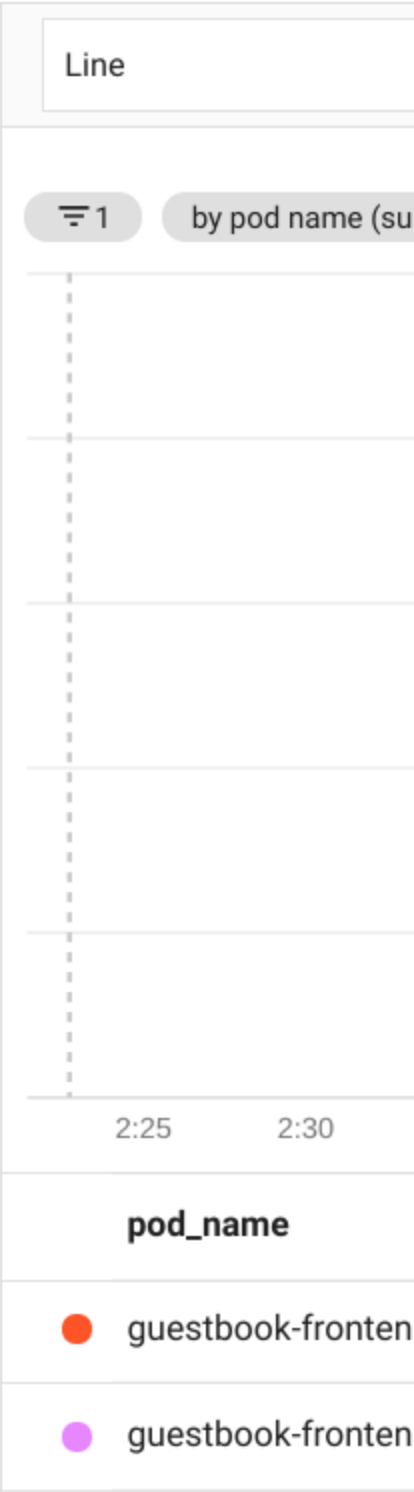 Line
1 by pod name (su
2:25 2:30
pod_name
guestbook-fronten
guestbook-fronten